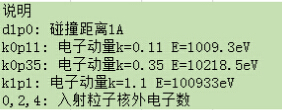 说明
d1p0: 碰撞距离1A
k0p11: 电子动量k=0.11 E=1009.3eV
k0p35: 电子动量k=0.35 E=10218.5eV
k1p1: 电子动量k=1.1 E=100933eV
0,2,4: 入射粒子核外电子数